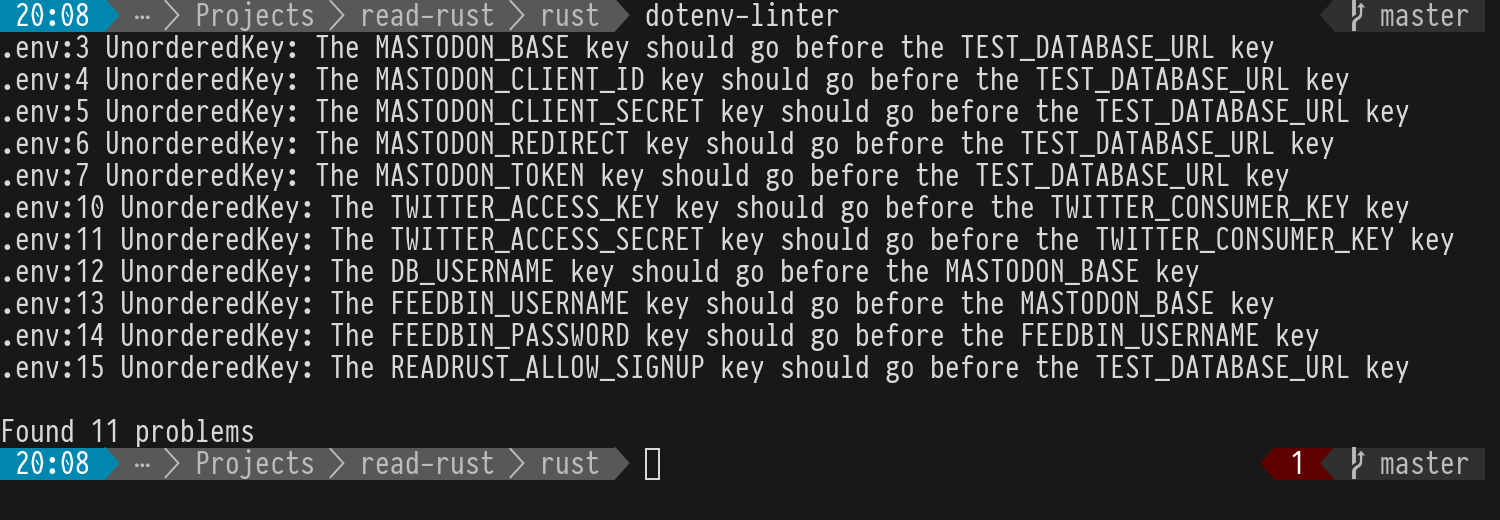 20:08 … Projects read-rust rust dotenv-linter master
.env:3 UnorderedKey: The MASTODON_BASE key should go before the TEST_DATABASE_URL key
.env:4 UnorderedKey: The MASTODON_CLIENT_ID key should go before the TEST_DATABASE_URL key
.env:5 UnorderedKey: The MASTODON_CLIENT_SECRET key should go before the TEST_DATABASE_URL key
.env:6 UnorderedKey: The MASTODON_REDIRECT key should go before the TEST_DATABASE_URL key
.env:7 UnorderedKey: The MASTODON_TOKEN key should go before the TEST_DATABASE_URL key
.env:10 UnorderedKey: The TWITTER_ACCESS_KEY key should go before the TWITTER_CONSUMER_KEY key
.env:11 UnorderedKey: The TWITTER_ACCESS_SECRET key should go before the TWITTER_CONSUMER_KEY key
.env:12 UnorderedKey: The DB_USERNAME key should go before the MASTODON_BASE key
.env:13 UnorderedKey: The FEEDBIN_USERNAME key should go before the MASTODON_BASE key
.env:14 UnorderedKey: The FEEDBIN_PASSWORD key should go before the FEEDBIN_USERNAME key
.env:15 UnorderedKey: The READRUST_ALLOW_SIGNUP key should go before the TEST_DATABASE_URL key
Found 11 problems
20:08 … Projects read-rust rust 1 master